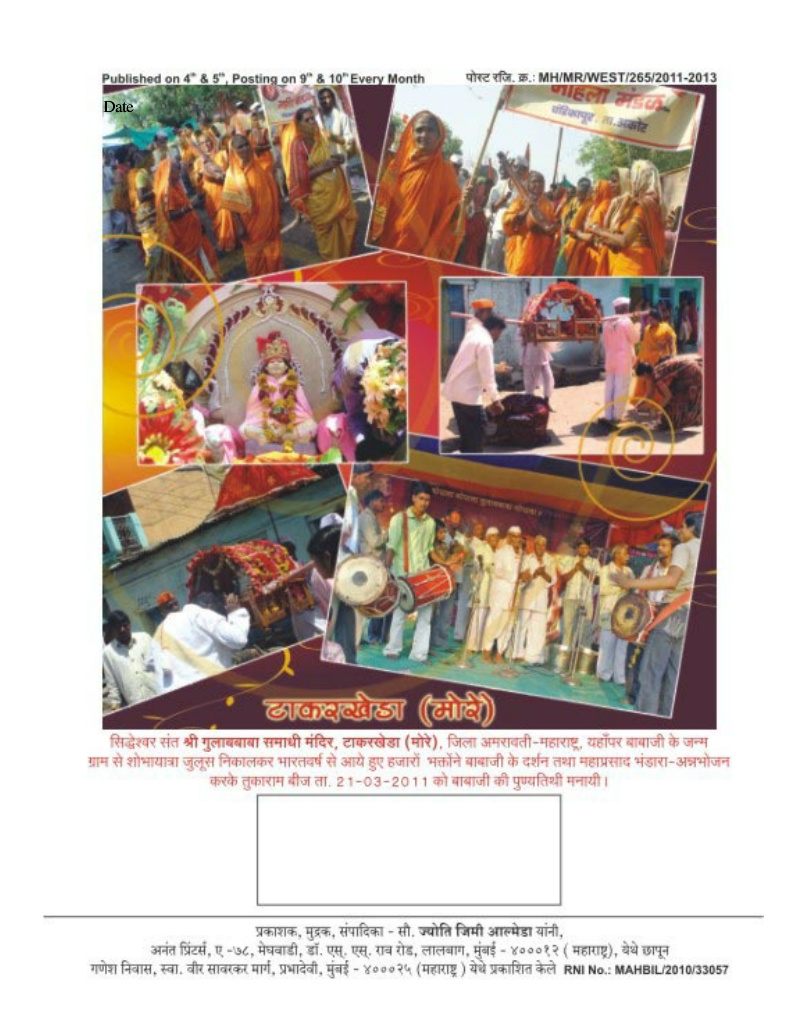 Published on 4th & 5th, Posting on 9th & 10th Every Month
पोस्ट रजि. क्र.: MH/MR/WEST/265/2011-2013
Date
महिला मंडळ
चंडिकापूर ता.अकोट
टाकरखेडा (मोरे)
सिद्धेश्वर संत श्री गुलाबबाबा समाधी मंदिर, टाकरखेडा (मोरे), जिला अमरावती-महाराष्ट्र, यहाँपर बाबाजी के जन्म
ग्राम से शोभायात्रा जुलूस निकालकर भारतवर्ष से आये हुए हजारों भक्तोंने बाबाजी के दर्शन तथा महाप्रसाद भंडारा-अन्नभोजन
करके तुकाराम बीज ता. 21-03-2011 को बाबाजी की पुण्यतिथी मनायी ।
प्रकाशक, मुद्रक, संपादिका - सौ. ज्योति जिमी आल्मेडा यांनी,
अनंत प्रिंटर्स, ए -७८, मेघवाडी, डॉ. एस्. एस्. राव रोड, लालबाग, मुंबई - ४०००१२ ( महाराष्ट्र), येथे छापून
गणेश निवास, स्वा. वीर सावरकर मार्ग, प्रभादेवी, मुंबई - ४०००२५ (महाराष्ट्र ) येथे प्रकाशित केले RNI No.: MAHBIL/2010/33057